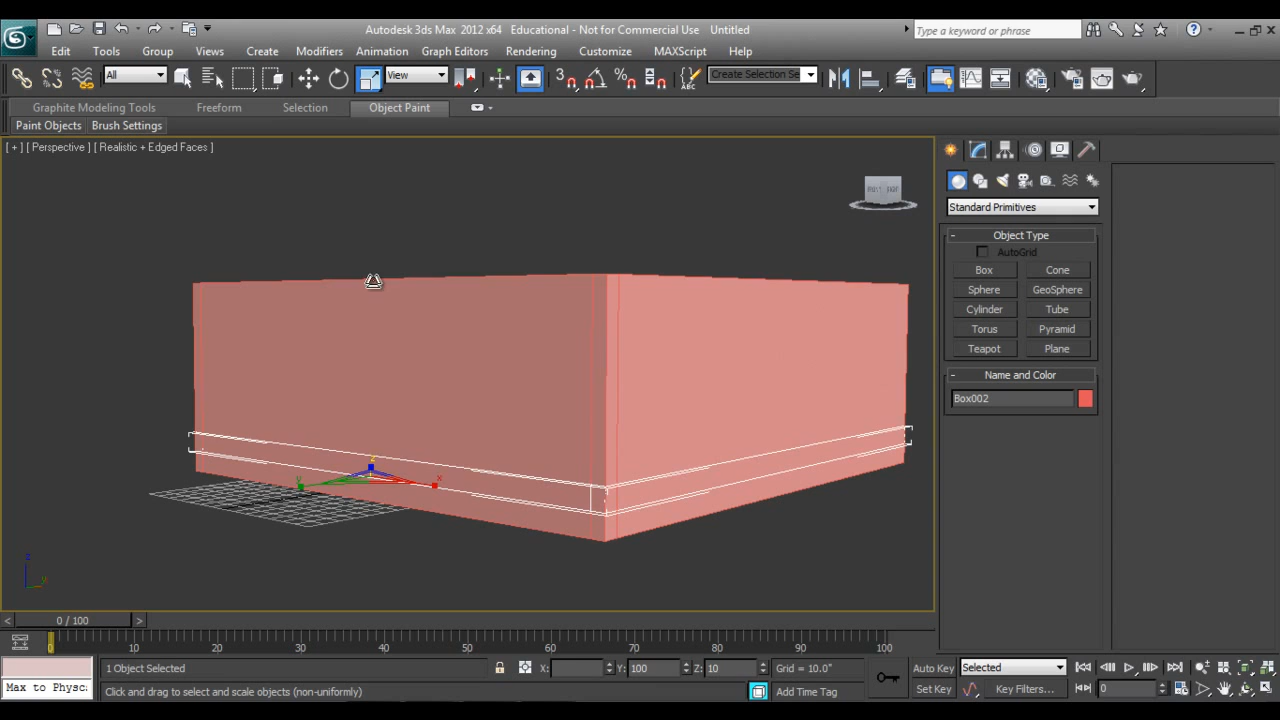 Autodesk 3ds Max 2012 x64 Educational - Not for Commercial Use Untitled
Type a keyword or phrase
Edit Tools Group Views Create Modifiers Animation Graph Editors Rendering Customize MAXScript Help
All View Create Selection Se
Graphite Modeling Tools Freeform Selection Object Paint
Paint Objects Brush Settings
[ + ] [ Perspective ] [ Realistic + Edged Faces ]
Standard Primitives
- Object Type
AutoGrid
Box Cone
Sphere GeoSphere
Cylinder Tube
Torus Pyramid
Teapot Plane
- Name and Color
Box002
z
y x
z
y
< 0 / 100 >
0 10 20 30 40 50 60 70 80 90 100
1 Object Selected X: Y: 100 Z: 10 Grid = 10.0" Auto Key Selected
Max to Physc Click and drag to select and scale objects (non-uniformly) Add Time Tag Set Key Key Filters... 0